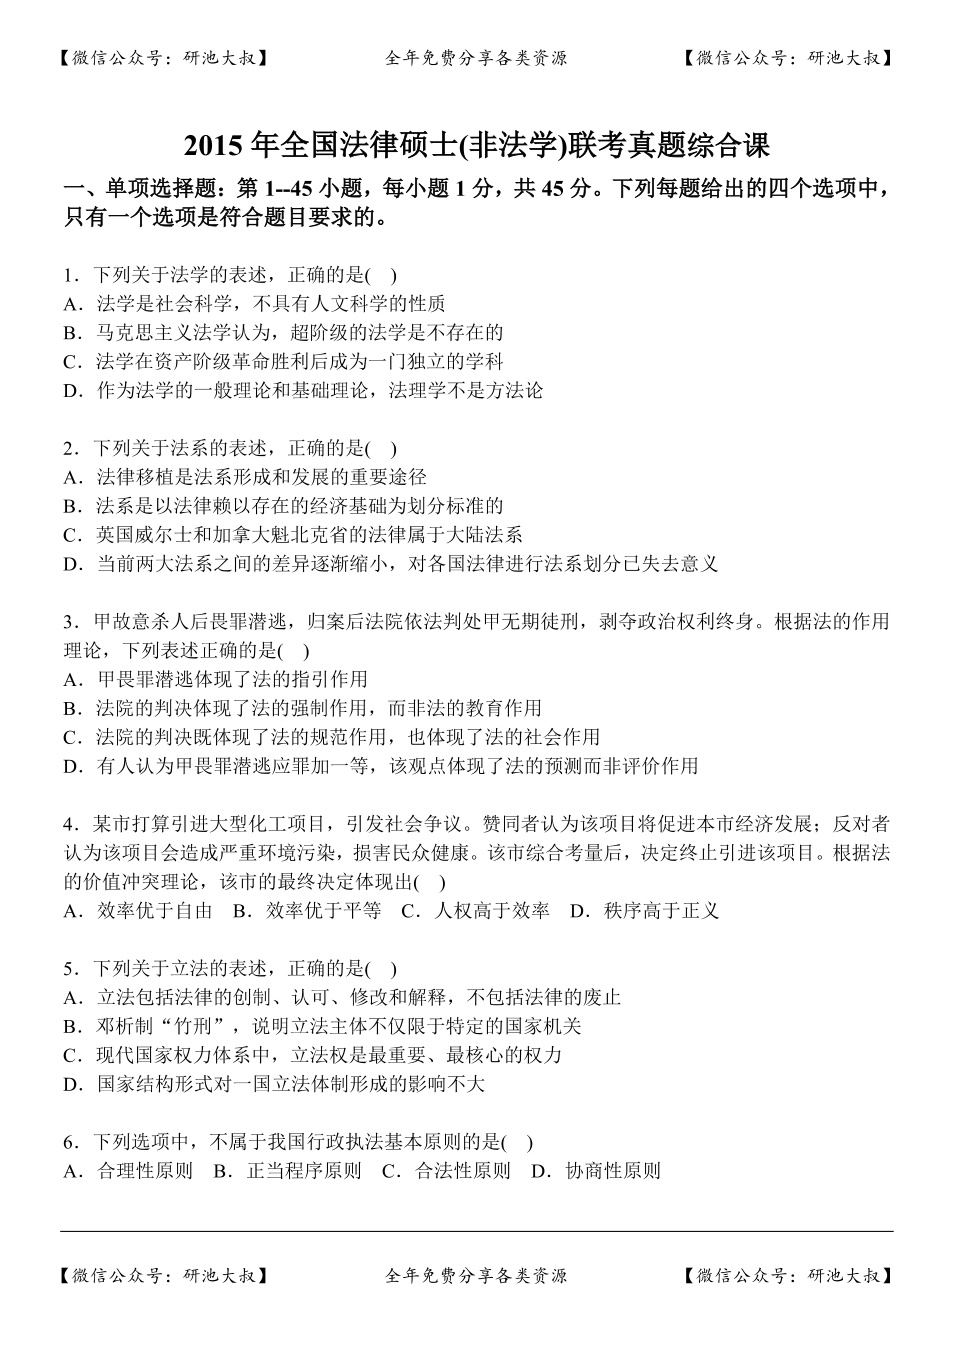 【微信公众号：研池大叔】 全年免费分享各类资源 【微信公众号：研池大叔】
2015 年全国法律硕士(非法学)联考真题综合课
一、单项选择题：第 1--45 小题，每小题 1 分，共 45 分。下列每题给出的四个选项中，
只有一个选项是符合题目要求的。
1．下列关于法学的表述，正确的是(　)
A．法学是社会科学，不具有人文科学的性质
B．马克思主义法学认为，超阶级的法学是不存在的
C．法学在资产阶级革命胜利后成为一门独立的学科
D．作为法学的一般理论和基础理论，法理学不是方法论
2．下列关于法系的表述，正确的是(　)
A．法律移植是法系形成和发展的重要途径
B．法系是以法律赖以存在的经济基础为划分标准的
C．英国威尔士和加拿大魁北克省的法律属于大陆法系
D．当前两大法系之间的差异逐渐缩小，对各国法律进行法系划分已失去意义
3．甲故意杀人后畏罪潜逃，归案后法院依法判处甲无期徒刑，剥夺政治权利终身。根据法的作用
理论，下列表述正确的是(　)
A．甲畏罪潜逃体现了法的指引作用
B．法院的判决体现了法的强制作用，而非法的教育作用
C．法院的判决既体现了法的规范作用，也体现了法的社会作用
D．有人认为甲畏罪潜逃应罪加一等，该观点体现了法的预测而非评价作用
4．某市打算引进大型化工项目，引发社会争议。赞同者认为该项目将促进本市经济发展；反对者
认为该项目会造成严重环境污染，损害民众健康。该市综合考量后，决定终止引进该项目。根据法
的价值冲突理论，该市的最终决定体现出(　)
A．效率优于自由　B．效率优于平等　C．人权高于效率　D．秩序高于正义
5．下列关于立法的表述，正确的是(　)
A．立法包括法律的创制、认可、修改和解释，不包括法律的废止
B．邓析制“竹刑”，说明立法主体不仅限于特定的国家机关
C．现代国家权力体系中，立法权是最重要、最核心的权力
D．国家结构形式对一国立法体制形成的影响不大
6．下列选项中，不属于我国行政执法基本原则的是(　)
A．合理性原则　B．正当程序原则　C．合法性原则　D．协商性原则
【微信公众号：研池大叔】 全年免费分享各类资源 【微信公众号：研池大叔】